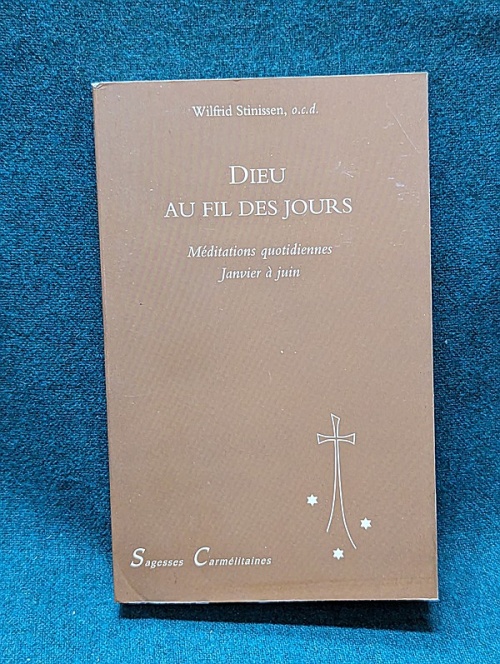 Wilfrid Stinissen, o.c.d.
DIEU
AU FIL DES JOURS
Méditations quotidiennes
Janvier à juin
Sagesses Carmélitaines